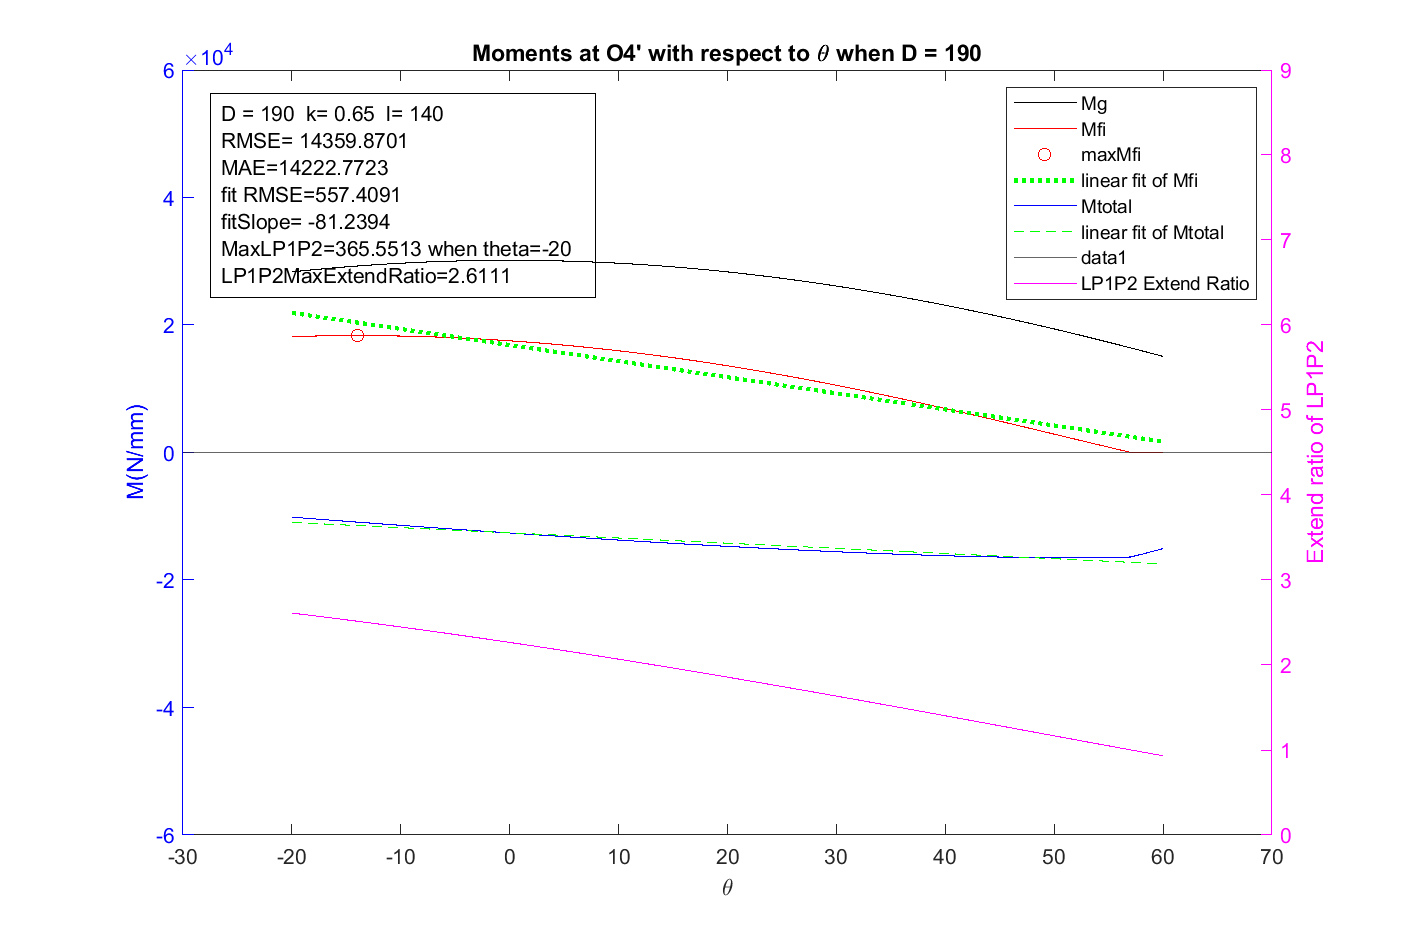 Moments at O4' with respect to θ when D = 190
×10⁴
6
4
2
0
-2
-4
-6
M(N/mm)
D = 190  k= 0.65  l= 140
RMSE= 14359.8701
MAE=14222.7723
fit RMSE=557.4091
fitSlope= -81.2394
MaxLP1P2=365.5513 when theta=-20
LP1P2MaxExtendRatio=2.6111
Mg
Mfi
maxMfi
linear fit of Mfi
Mtotal
linear fit of Mtotal
data1
LP1P2 Extend Ratio
9
8
7
6
5
4
3
2
1
0
Extend ratio of LP1P2
-30 -20 -10 0 10 20 30 40 50 60 70
θ